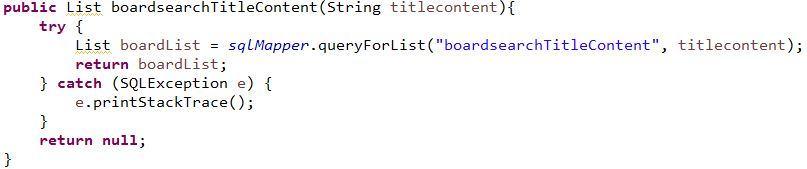 public List boardsearchTitleContent(String titlecontent){
    try {
        List boardList = sqlMapper.queryForList("boardsearchTitleContent", titlecontent);
        return boardList;
    } catch (SQLException e) {
        e.printStackTrace();
    }
    return null;
}